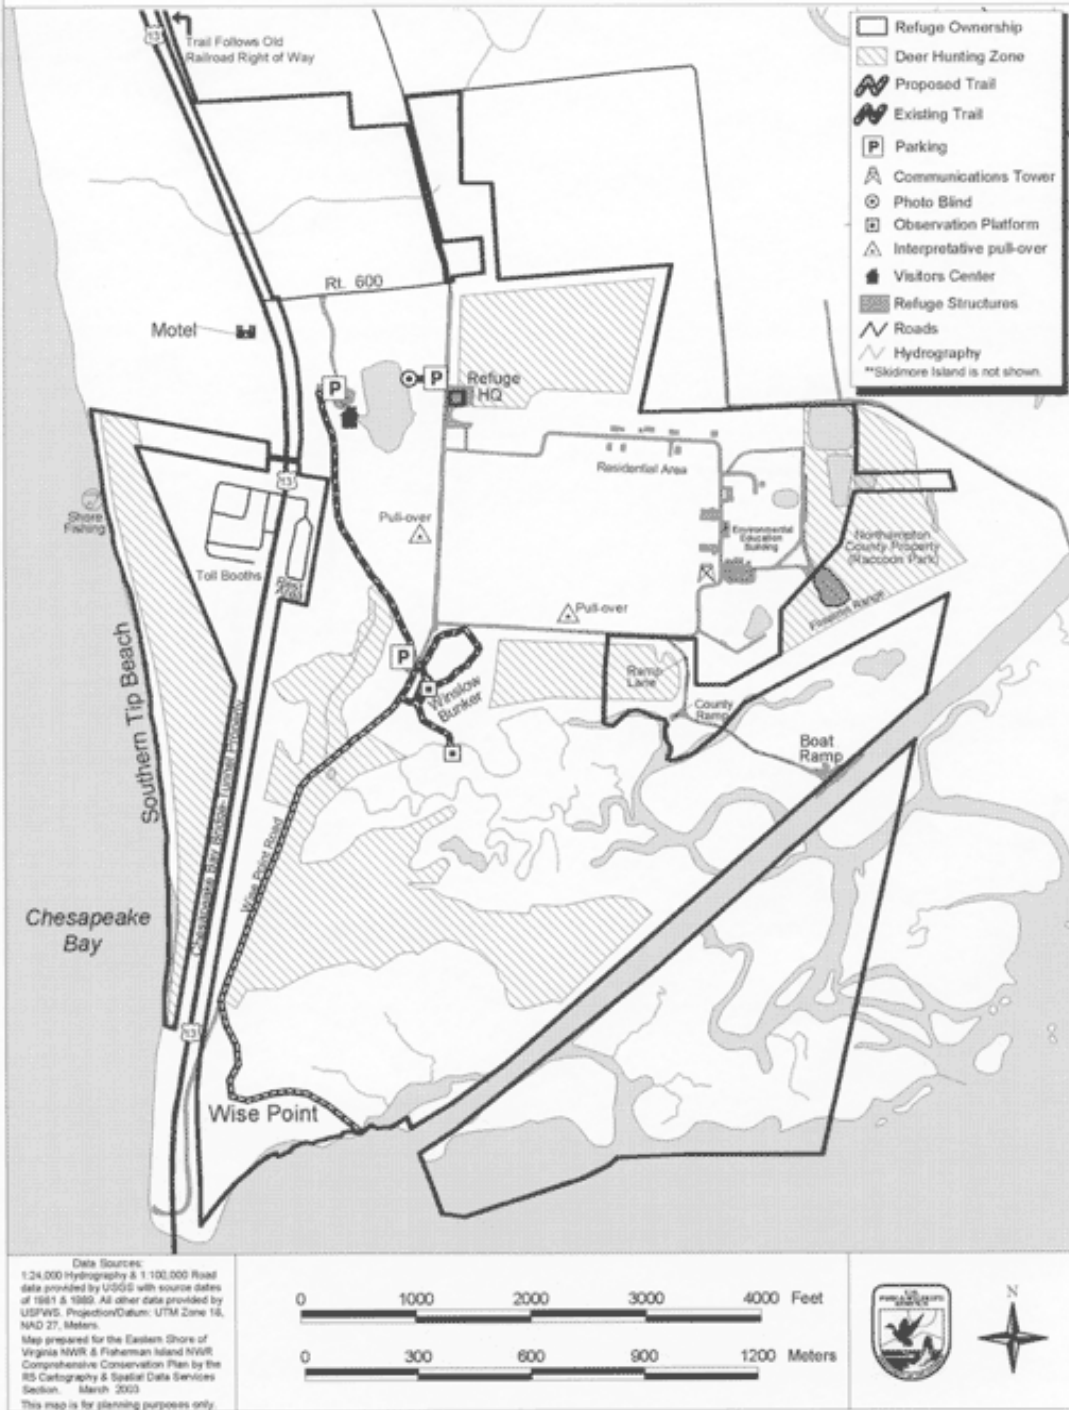 13
Trail Follows Old
Railroad Right of Way
Refuge Ownership
Deer Hunting Zone
Proposed Trail
Existing Trail
P Parking
Communications Tower
Photo Blind
Observation Platform
Interpretative pull-over
Visitors Center
Refuge Structures
Roads
Hydrography
**Skidmore Island is not shown.
Rt. 600
Motel
P
P
Refuge
HQ
Residential Area
13
Shore
Fishing
Pull-over
Toll Booths
Environmental
Education
Building
Northampton
County Property
(Raccoon Park)
Firearms Range
Pull-over
P
Winslow
Bunker
Ramp
Lane
County
Ramp
Boat
Ramp
Southern Tip Beach
Chesapeake Bay Bridge-Tunnel Property
Wise Point Road
Chesapeake
Bay
13
Wise Point
Data Sources:
1:24,000 Hydrography & 1:100,000 Road
data provided by USGS with source dates
of 1981 & 1989. All other data provided by
USFWS. Projection/Datum: UTM Zone 18,
NAD 27, Meters.
Map prepared for the Eastern Shore of
Virginia NWR & Fisherman Island NWR
Comprehensive Conservation Plan by the
R5 Cartography & Spatial Data Services
Section. March 2003
This map is for planning purposes only.
0 1000 2000 3000 4000 Feet
0 300 600 900 1200 Meters
U.S.
FISH & WILDLIFE
SERVICE
N